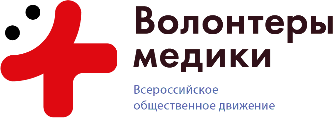 Волонтеры
медики
Всероссийское
общественное движение